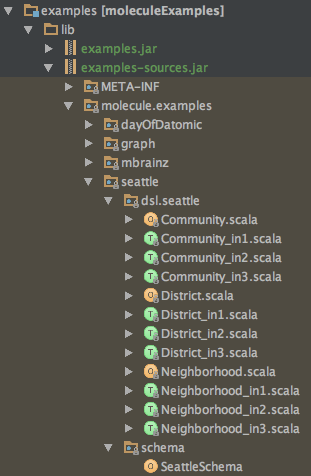 examples [moleculeExamples]
lib
examples.jar
examples-sources.jar
META-INF
molecule.examples
dayOfDatomic
graph
mbrainz
seattle
dsl.seattle
O Community.scala
T Community_in1.scala
T Community_in2.scala
T Community_in3.scala
O District.scala
T District_in1.scala
T District_in2.scala
T District_in3.scala
O Neighborhood.scala
T Neighborhood_in1.scala
T Neighborhood_in2.scala
T Neighborhood_in3.scala
schema
O SeattleSchema